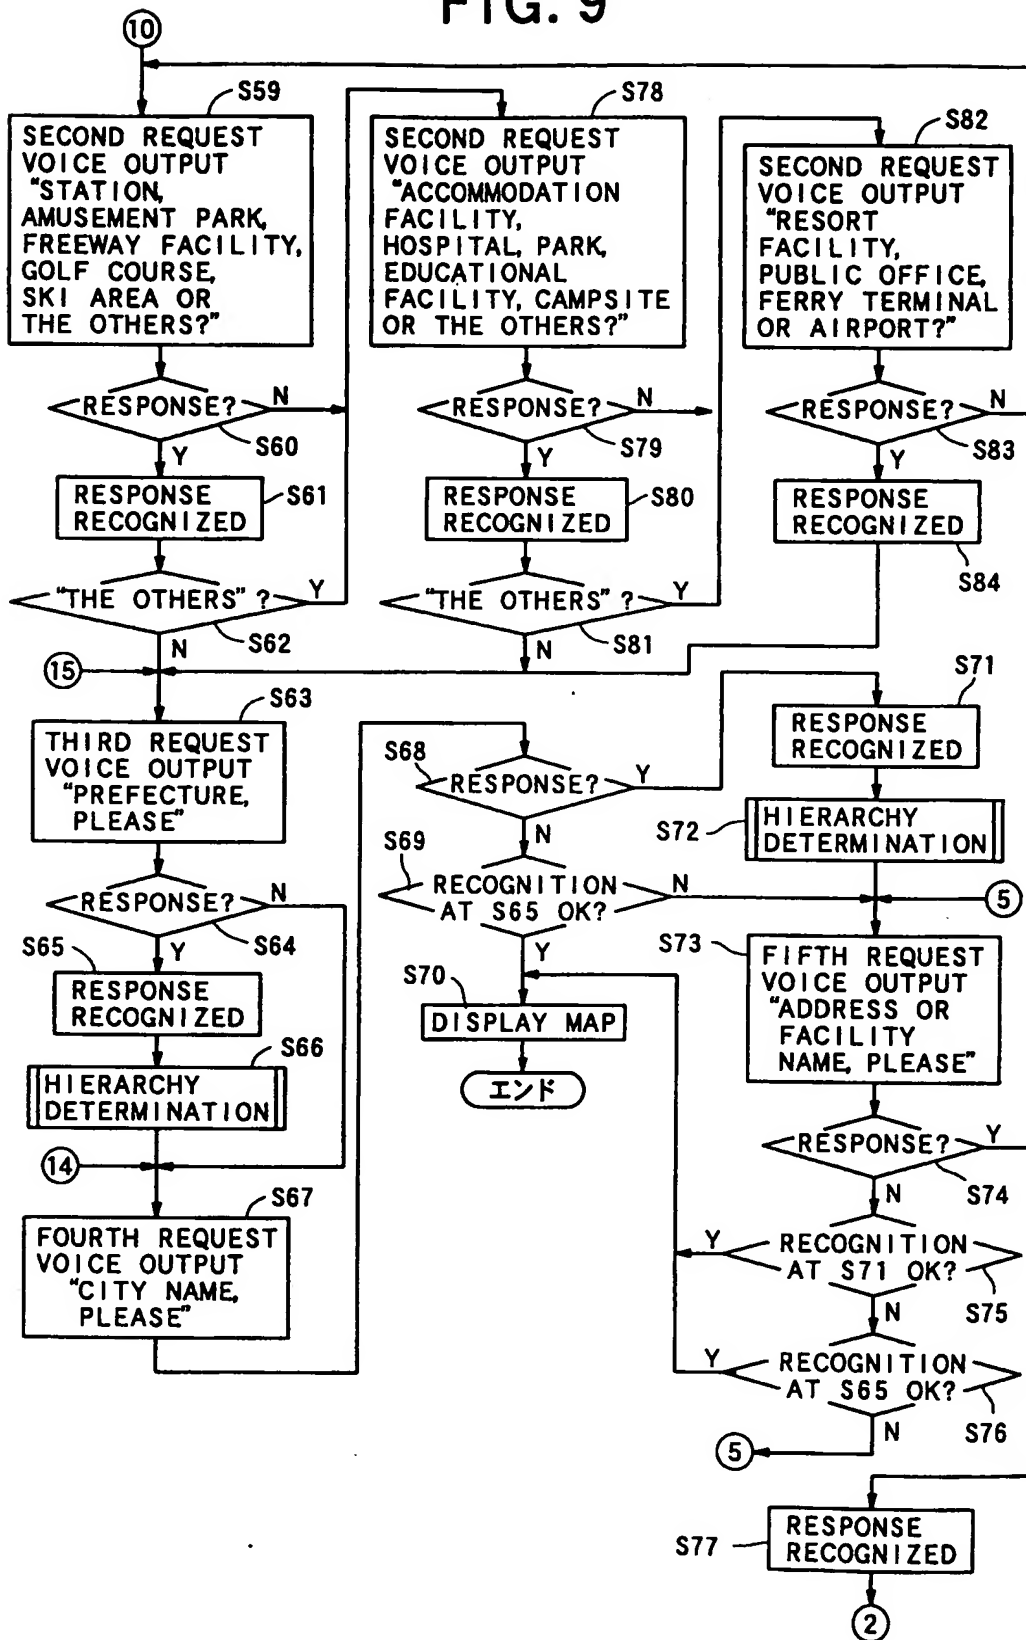 FIG. 9
10
S59
SECOND REQUEST
VOICE OUTPUT
"STATION,
AMUSEMENT PARK,
FREEWAY FACILITY,
GOLF COURSE,
SKI AREA OR
THE OTHERS?"
RESPONSE?
N
S60
Y
RESPONSE
RECOGNIZED
S61
"THE OTHERS"?
Y
S62
N
15
S78
SECOND REQUEST
VOICE OUTPUT
"ACCOMMODATION
FACILITY,
HOSPITAL, PARK,
EDUCATIONAL
FACILITY, CAMPSITE
OR THE OTHERS?"
RESPONSE?
N
S79
Y
RESPONSE
RECOGNIZED
S80
"THE OTHERS"?
Y
S81
N
S82
SECOND REQUEST
VOICE OUTPUT
"RESORT
FACILITY,
PUBLIC OFFICE,
FERRY TERMINAL
OR AIRPORT?"
RESPONSE?
N
S83
Y
RESPONSE
RECOGNIZED
S84
S63
THIRD REQUEST
VOICE OUTPUT
"PREFECTURE,
PLEASE"
RESPONSE?
N
S64
Y
S65
RESPONSE
RECOGNIZED
S66
HIERARCHY
DETERMINATION
14
S67
FOURTH REQUEST
VOICE OUTPUT
"CITY NAME,
PLEASE"
S68
RESPONSE?
Y
N
S69
RECOGNITION
AT S65 OK?
N
Y
S70
DISPLAY MAP
エンド
S71
RESPONSE
RECOGNIZED
S72
HIERARCHY
DETERMINATION
5
S73
FIFTH REQUEST
VOICE OUTPUT
"ADDRESS OR
FACILITY
NAME, PLEASE"
RESPONSE?
Y
S74
N
Y
RECOGNITION
AT S71 OK?
S75
N
Y
RECOGNITION
AT S65 OK?
S76
N
5
S77
RESPONSE
RECOGNIZED
2